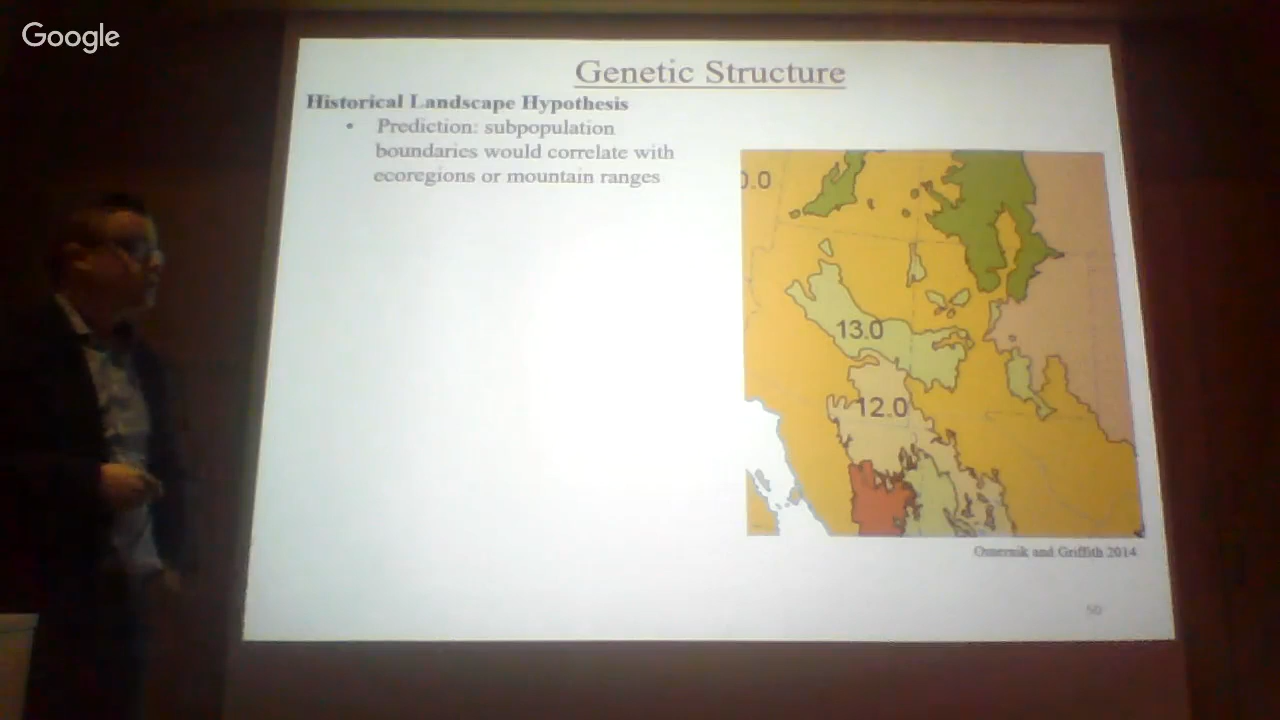 Google
Genetic Structure
Historical Landscape Hypothesis
• Prediction: subpopulation
boundaries would correlate with
ecoregions or mountain ranges
0.0
13.0
12.0
Omernik and Griffith 2014